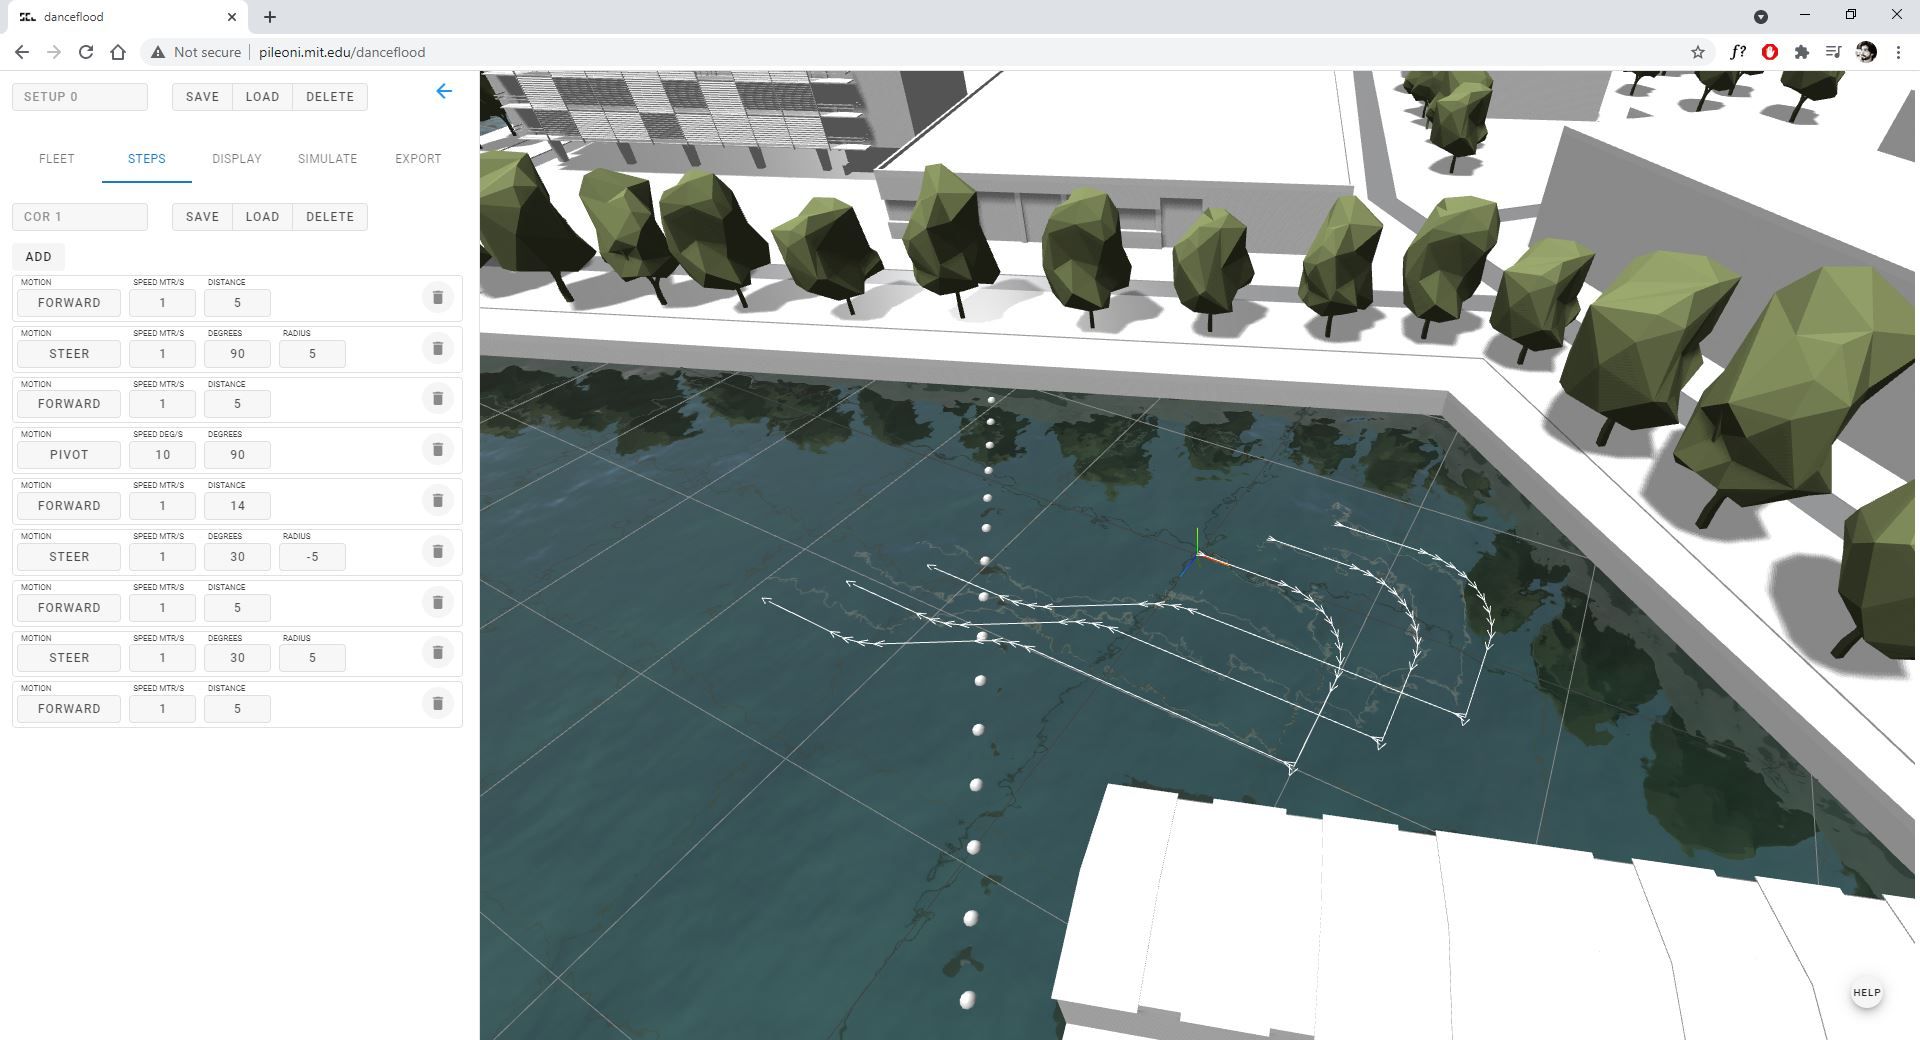 danceflood
Not secure pileoni.mit.edu/danceflood f?
SETUP 0 SAVE LOAD DELETE
FLEET STEPS DISPLAY SIMULATE EXPORT
COR 1 SAVE LOAD DELETE
ADD
MOTION SPEED MTR/S DISTANCE
FORWARD 1 5
MOTION SPEED MTR/S DEGREES RADIUS
STEER 1 90 5
MOTION SPEED MTR/S DISTANCE
FORWARD 1 5
MOTION SPEED DEG/S DEGREES
PIVOT 10 90
MOTION SPEED MTR/S DISTANCE
FORWARD 1 14
MOTION SPEED MTR/S DEGREES RADIUS
STEER 1 30 -5
MOTION SPEED MTR/S DISTANCE
FORWARD 1 5
MOTION SPEED MTR/S DEGREES RADIUS
STEER 1 30 5
MOTION SPEED MTR/S DISTANCE
FORWARD 1 5
HELP